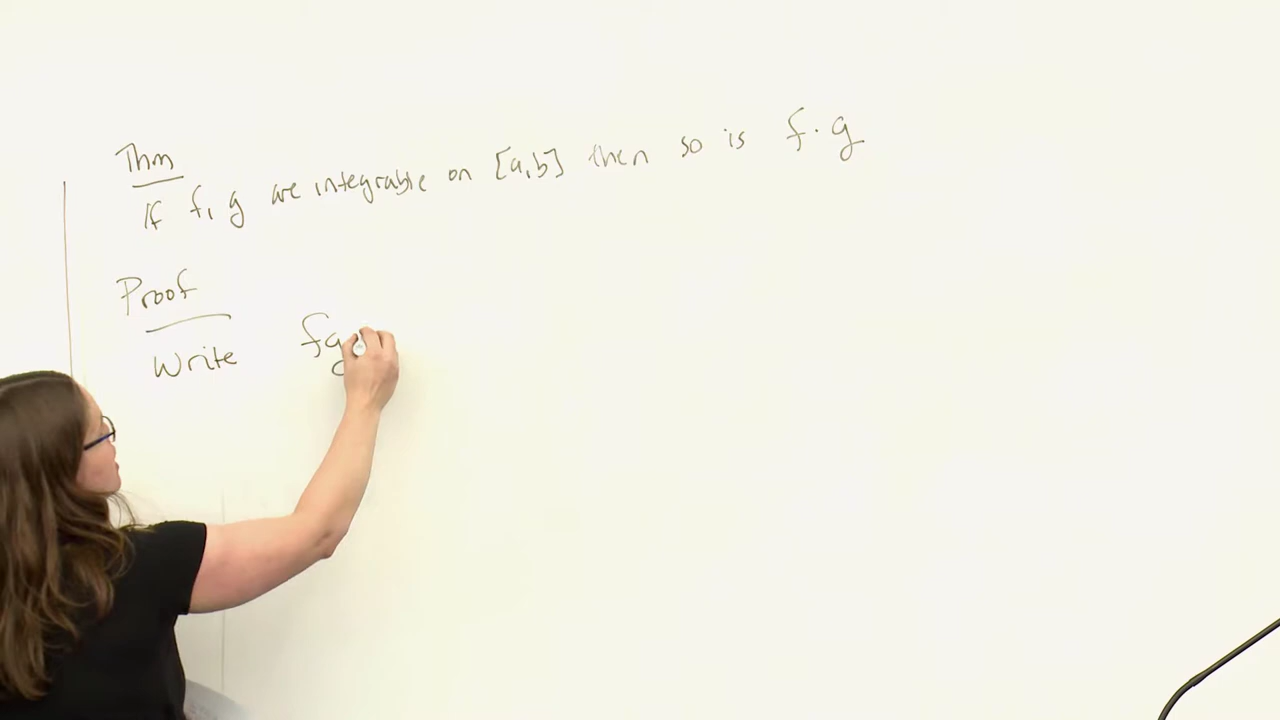 Thm
If f, g are integrable on [a,b] then so is f·g
Proof
Write fg